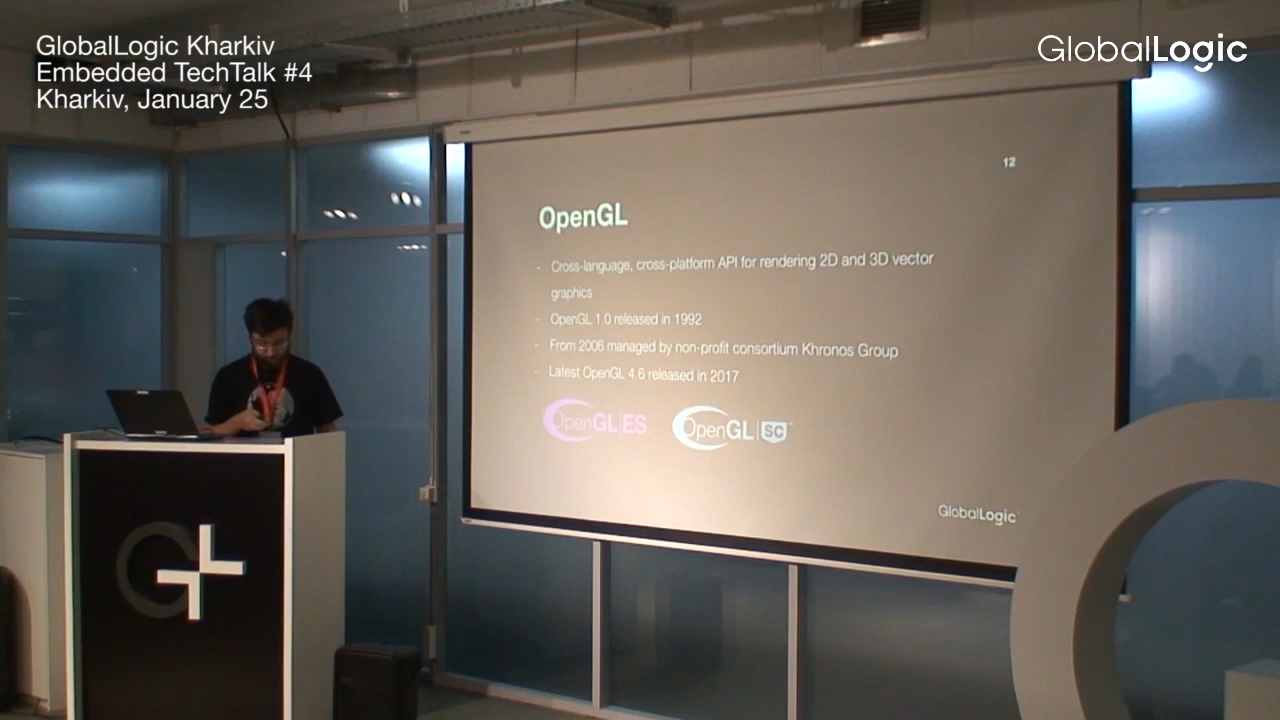 GlobalLogic Kharkiv
Embedded TechTalk #4
Kharkiv, January 25
GlobalLogic
12
OpenGL
- Cross-language, cross-platform API for rendering 2D and 3D vector
graphics
- OpenGL 1.0 released in 1992
- From 2006 managed by non-profit consortium Khronos Group
- Latest OpenGL 4.6 released in 2017
OpenGL|ES
OpenGL|SC
GlobalLogic
GL